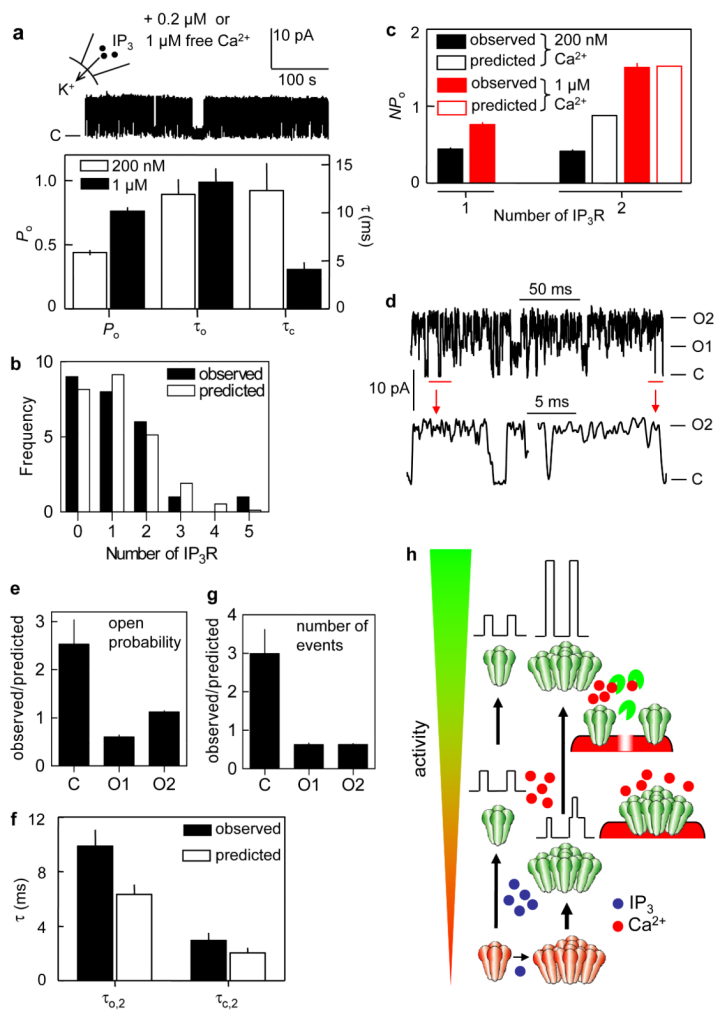 a
+ 0.2 µM or
1 µM free Ca²⁺
IP₃
K⁺
10 pA
100 s
C
200 nM
1 µM
1.0
0.5
0
Pₒ
15
10
5
0
τ (ms)
Pₒ τₒ τ꜀
b
10
5
0
Frequency
observed
predicted
0 1 2 3 4 5
Number of IP₃R
c
observed
predicted
200 nM
Ca²⁺
observed
predicted
1 µM
Ca²⁺
2
1
0
NPₒ
1 2
Number of IP₃R
d
50 ms
O2
O1
C
10 pA
5 ms
O2
C
e
open
probability
3
2
1
0
observed/predicted
C O1 O2
g
number of
events
4
3
2
1
0
observed/predicted
C O1 O2
f
observed
predicted
12
8
4
0
τ (ms)
τₒ,₂ τ꜀,₂
h
activity
IP₃
Ca²⁺